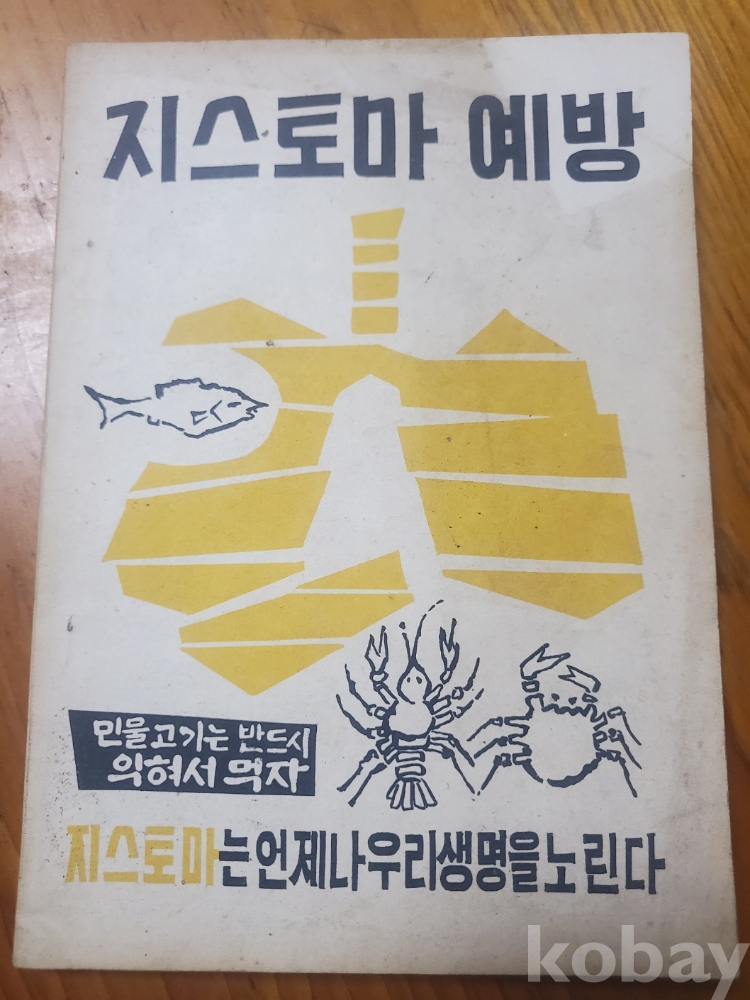 지스토마 예방
민물고기는 반드시
익혀서 먹자
지스토마는 언제나 우리생명을 노린다
kobay